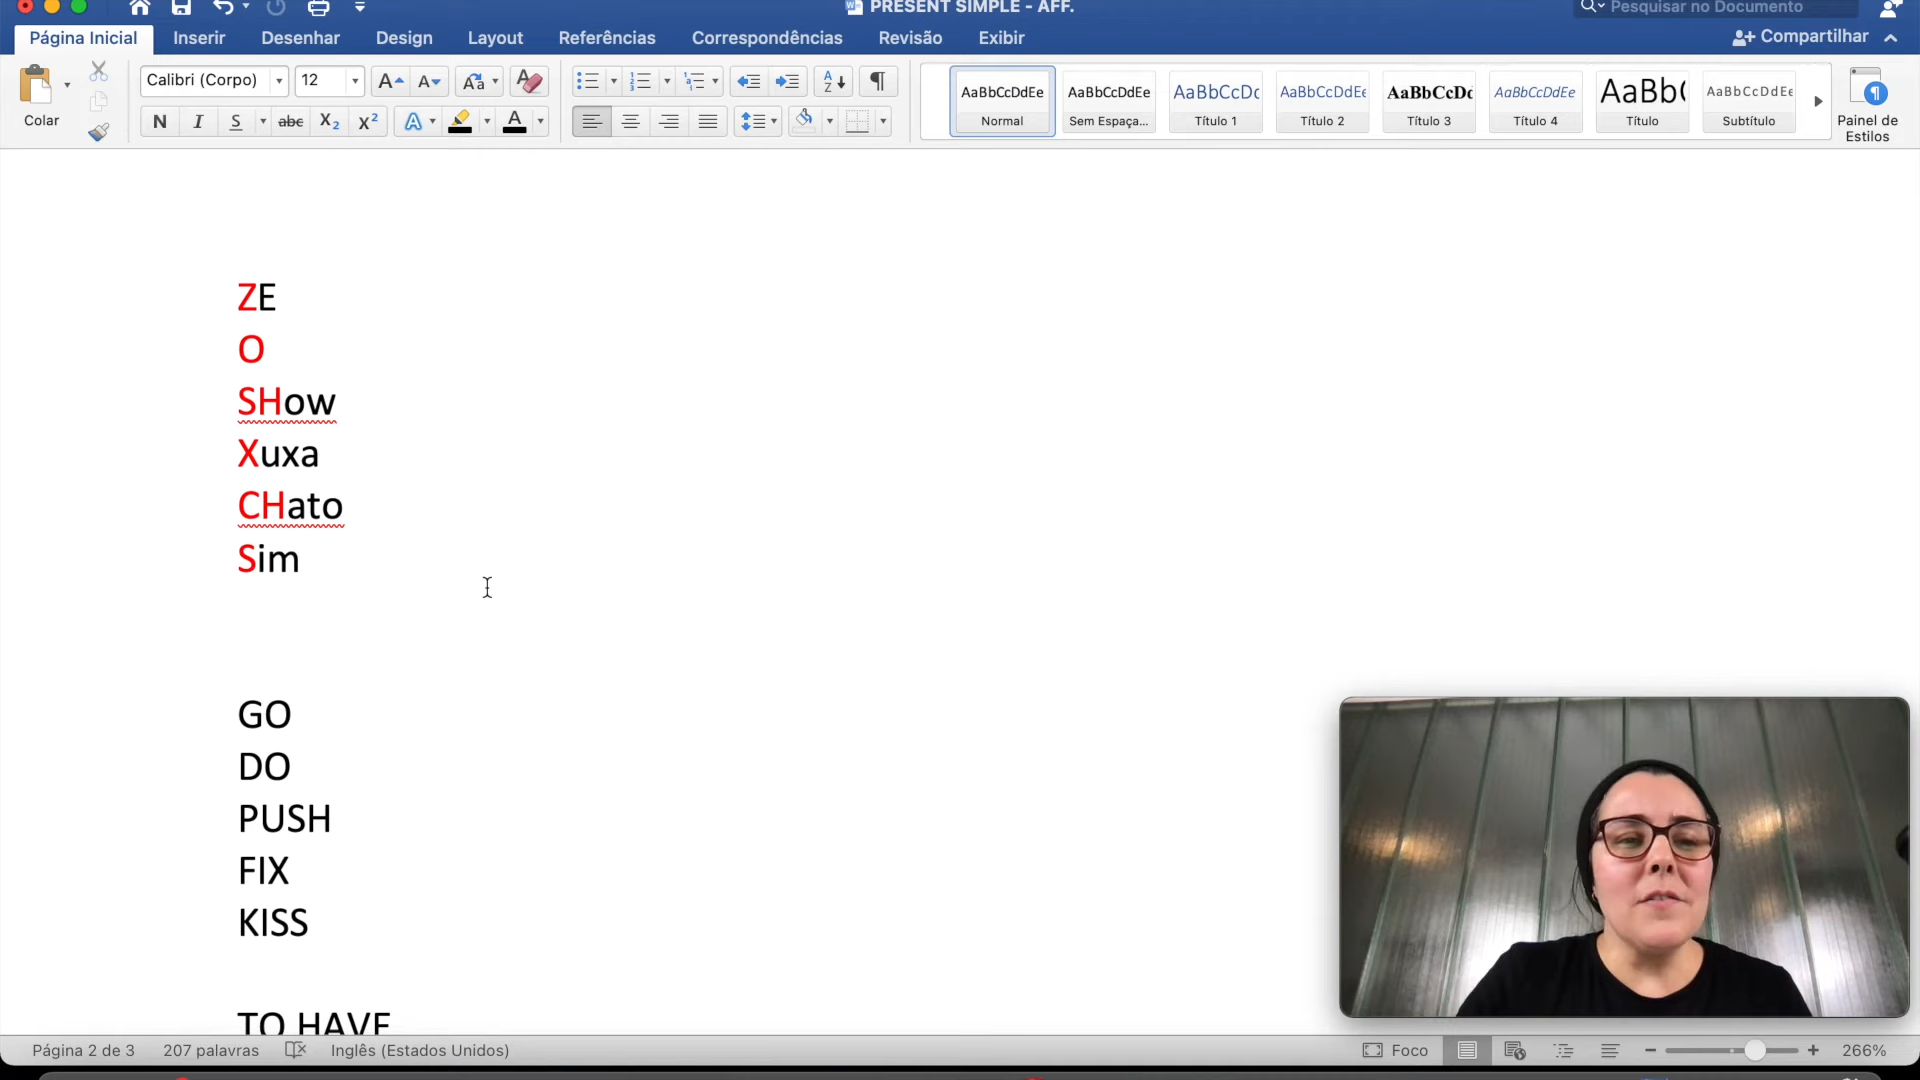 PRESENT SIMPLE - AFF.
Pesquisar no Documento
Página Inicial
Inserir
Desenhar
Design
Layout
Referências
Correspondências
Revisão
Exibir
Compartilhar
Colar
Calibri (Corpo)
12
N
I
S
abc
X₂
X²
AaBbCcDdEe
Normal
AaBbCcDdEe
Sem Espaça...
AaBbCcDc
Título 1
AaBbCcDdEe
Título 2
AaBbCcDc
Título 3
AaBbCcDdEe
Título 4
AaBb(
Título
AaBbCcDdEe
Subtítulo
Painel de
Estilos
ZE
O
SHow
Xuxa
CHato
Sim
GO
DO
PUSH
FIX
KISS
TO HAVE
Página 2 de 3
207 palavras
Inglês (Estados Unidos)
Foco
266%